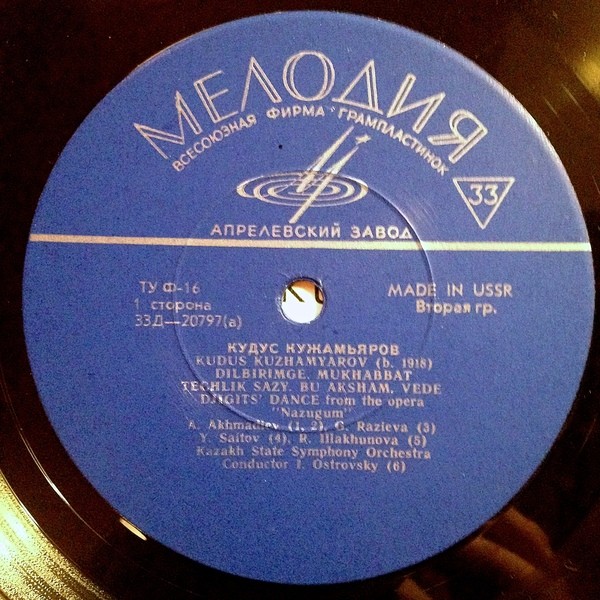 МЕЛОДИЯ
ВСЕСОЮЗНАЯ ФИРМА ГРАМПЛАСТИНОК
33
АПРЕЛЕВСКИЙ ЗАВОД
ТУ Ф-16
1 сторона
33Д—20797(а)
MADE IN USSR
Вторая гр.
КУДУС КУЖАМЬЯРОВ
KUDUS KUZHAMYAROV (b. 1918)
DILBIRIMGE, MUKHABBAT
TECHLIK SAZY, BU AKSHAM, VEDE
DJIGITS' DANCE from the opera
"Nazugum"
A. Akhmadiev (1, 2), G. Razieva (3)
Y. Saitov (4), R. Illakhunova (5)
Kazakh State Symphony Orchestra
Conductor I. Ostrovsky (6)